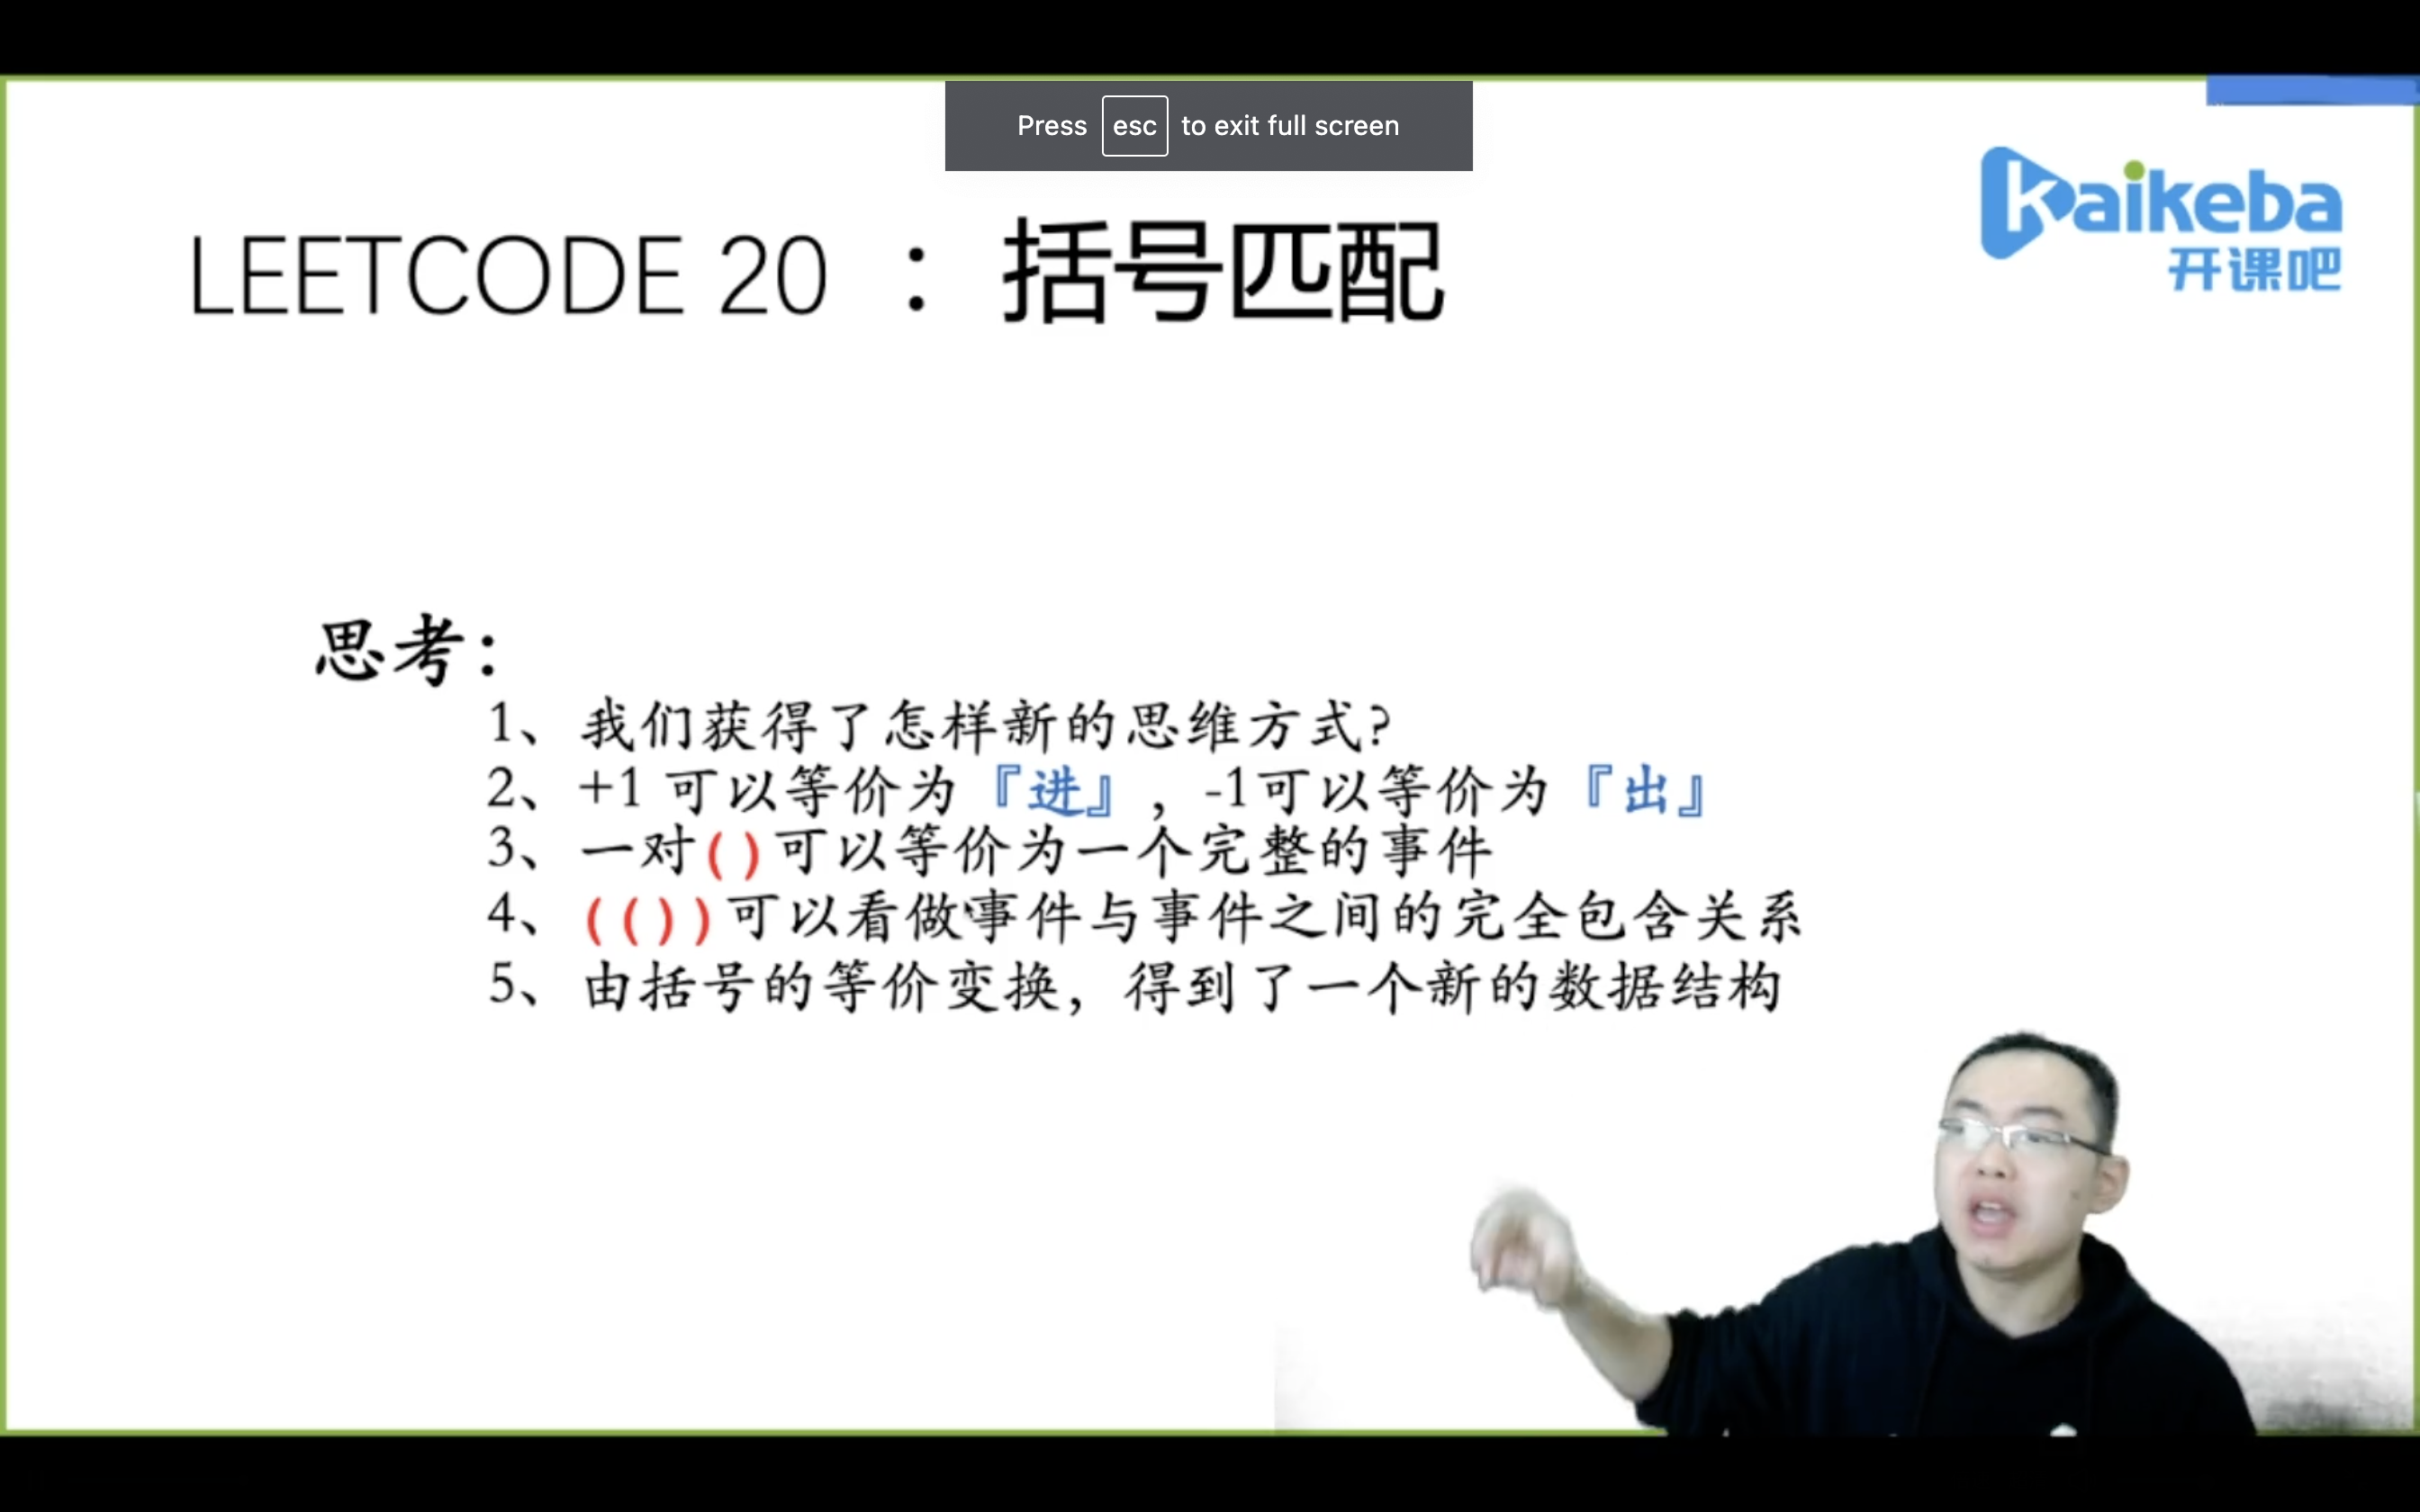 Press esc to exit full screen
kaikeba
开课吧
LEETCODE 20 ：括号匹配
思考：
1、我们获得了怎样新的思维方式？
2、+1 可以等价为『进』，-1可以等价为『出』
3、一对()可以等价为一个完整的事件
4、(())可以看做事件与事件之间的完全包含关系
5、由括号的等价变换，得到了一个新的数据结构